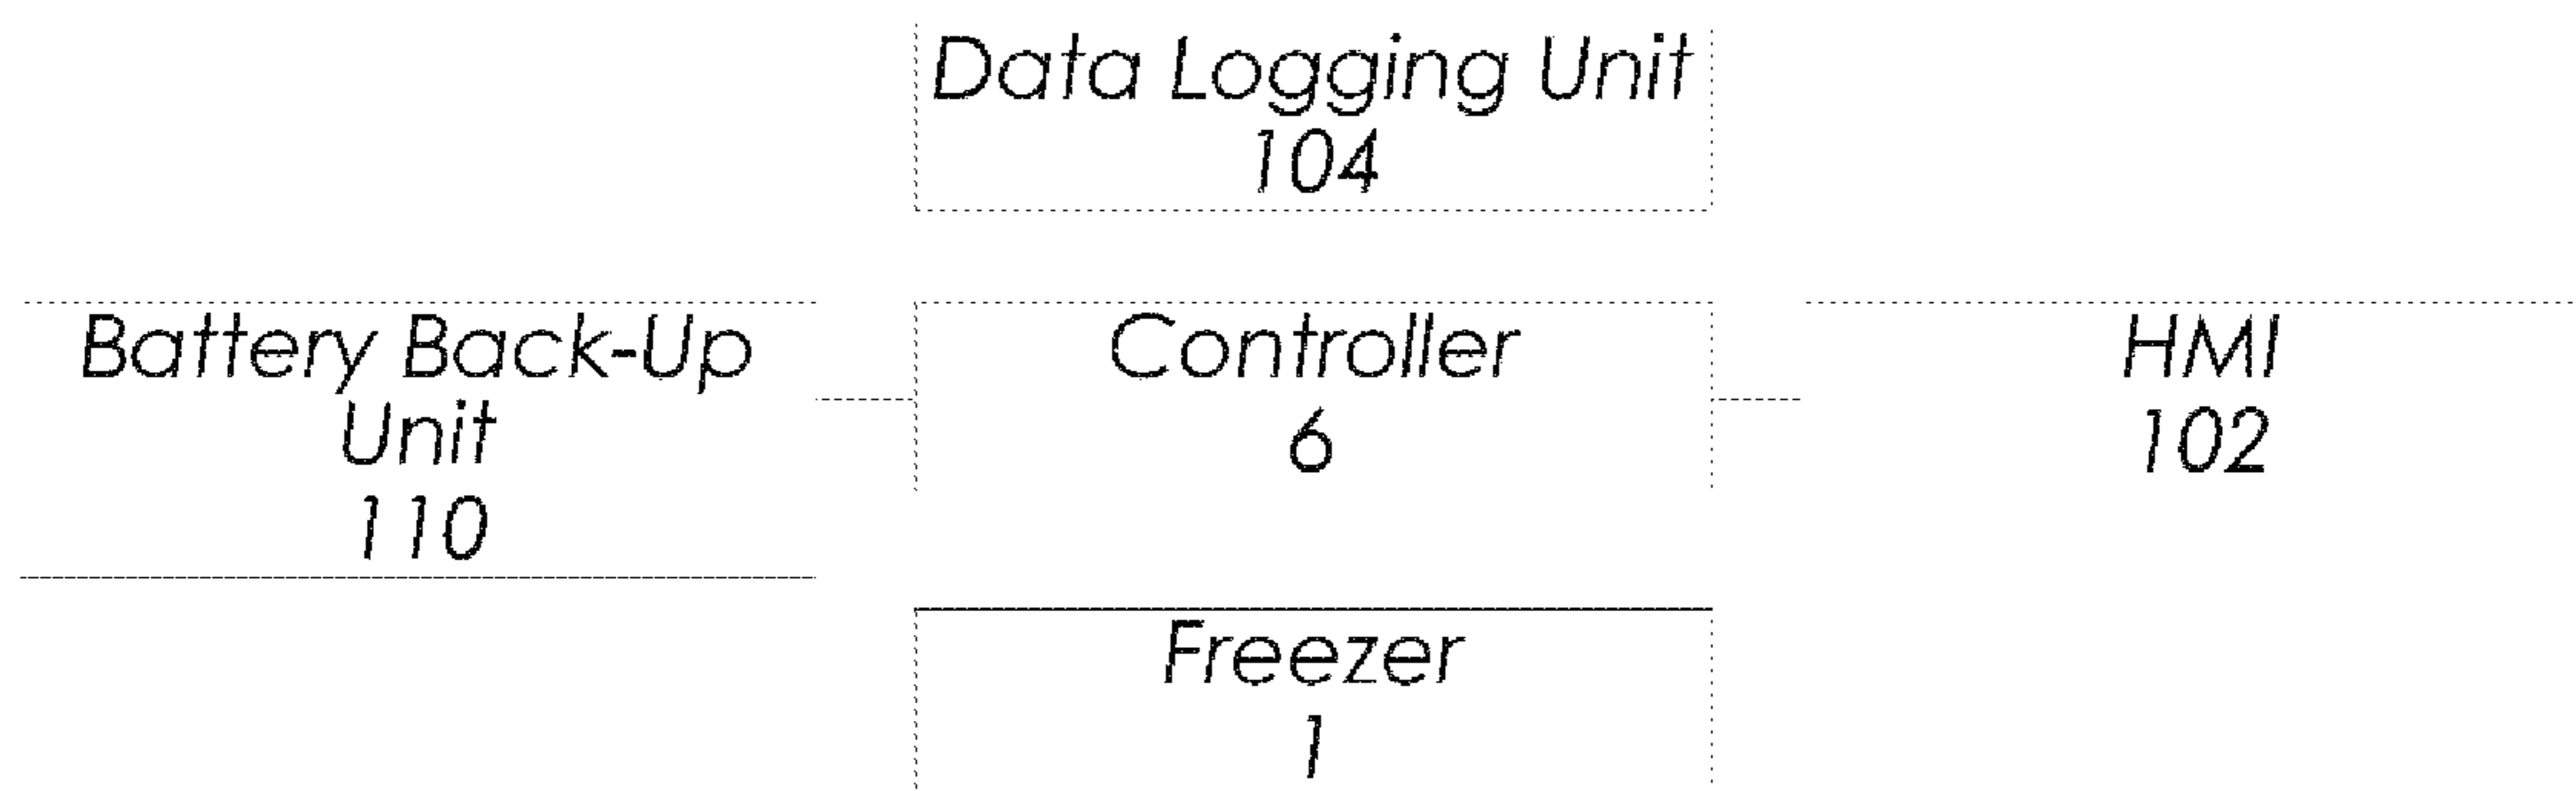 Data Logging Unit
104
Battery Back-Up
Unit
110
Controller
6
HMI
102
Freezer
1